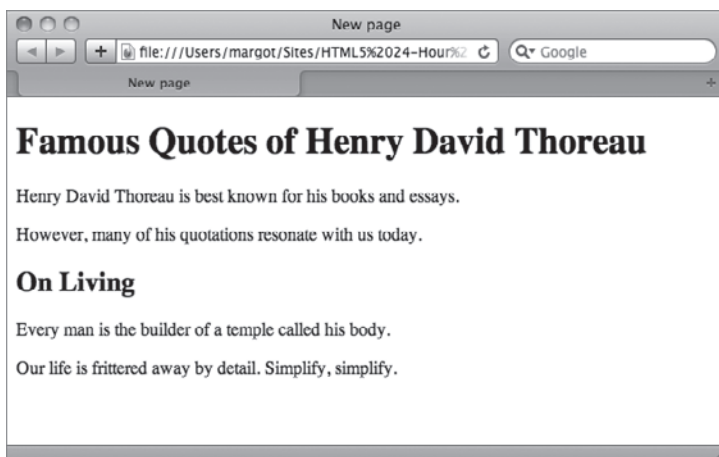 New page
file:///Users/margot/Sites/HTML5%2024-Hour%2
Google
New page
Famous Quotes of Henry David Thoreau
Henry David Thoreau is best known for his books and essays.
However, many of his quotations resonate with us today.
On Living
Every man is the builder of a temple called his body.
Our life is frittered away by detail. Simplify, simplify.